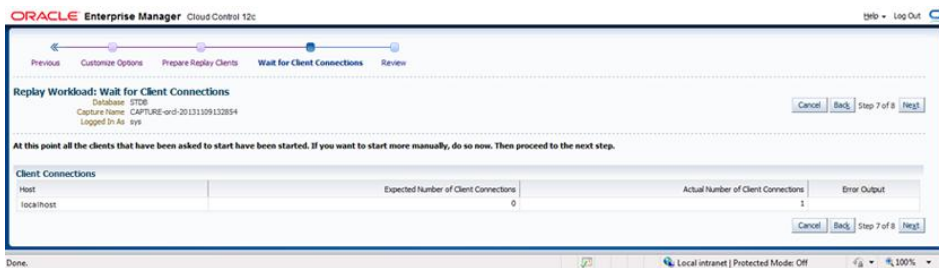 ORACLE Enterprise Manager Cloud Control 12c
Help Log Out
Previous Customize Options Prepare Replay Clients Wait for Client Connections Review
Replay Workload: Wait for Client Connections
Database STDB
Capture Name CAPTURE-orcl-20131109132854
Logged In As sys
Cancel Back Step 7 of 8 Next
At this point all the clients that have been asked to start have been started. If you want to start more manually, do so now. Then proceed to the next step.
Client Connections
Host Expected Number of Client Connections Actual Number of Client Connections Error Output
localhost 0 1
Cancel Back Step 7 of 8 Next
Done. Local intranet | Protected Mode: Off 100%